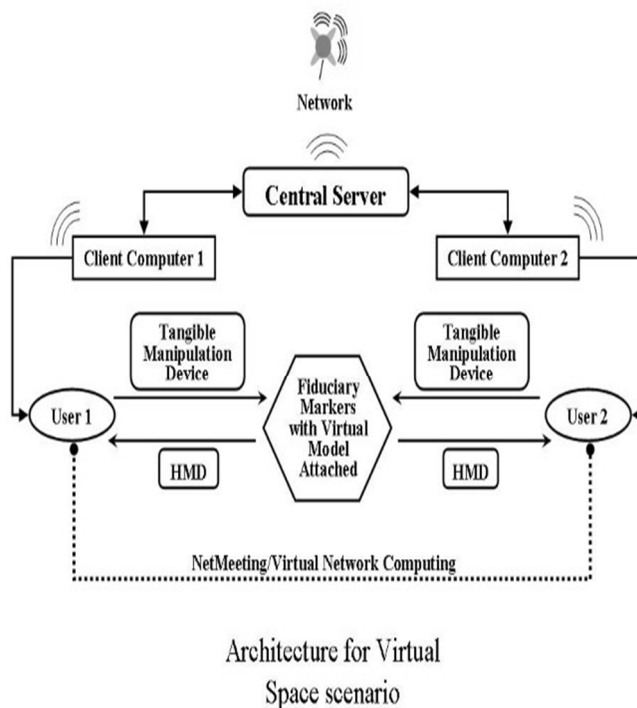 Network
Central Server
Client Computer 1
Client Computer 2
Tangible
Manipulation
Device
Tangible
Manipulation
Device
Fiduciary
Markers
with Virtual
Model
Attached
User 1
User 2
HMD
HMD
NetMeeting/Virtual Network Computing
Architecture for Virtual
Space scenario